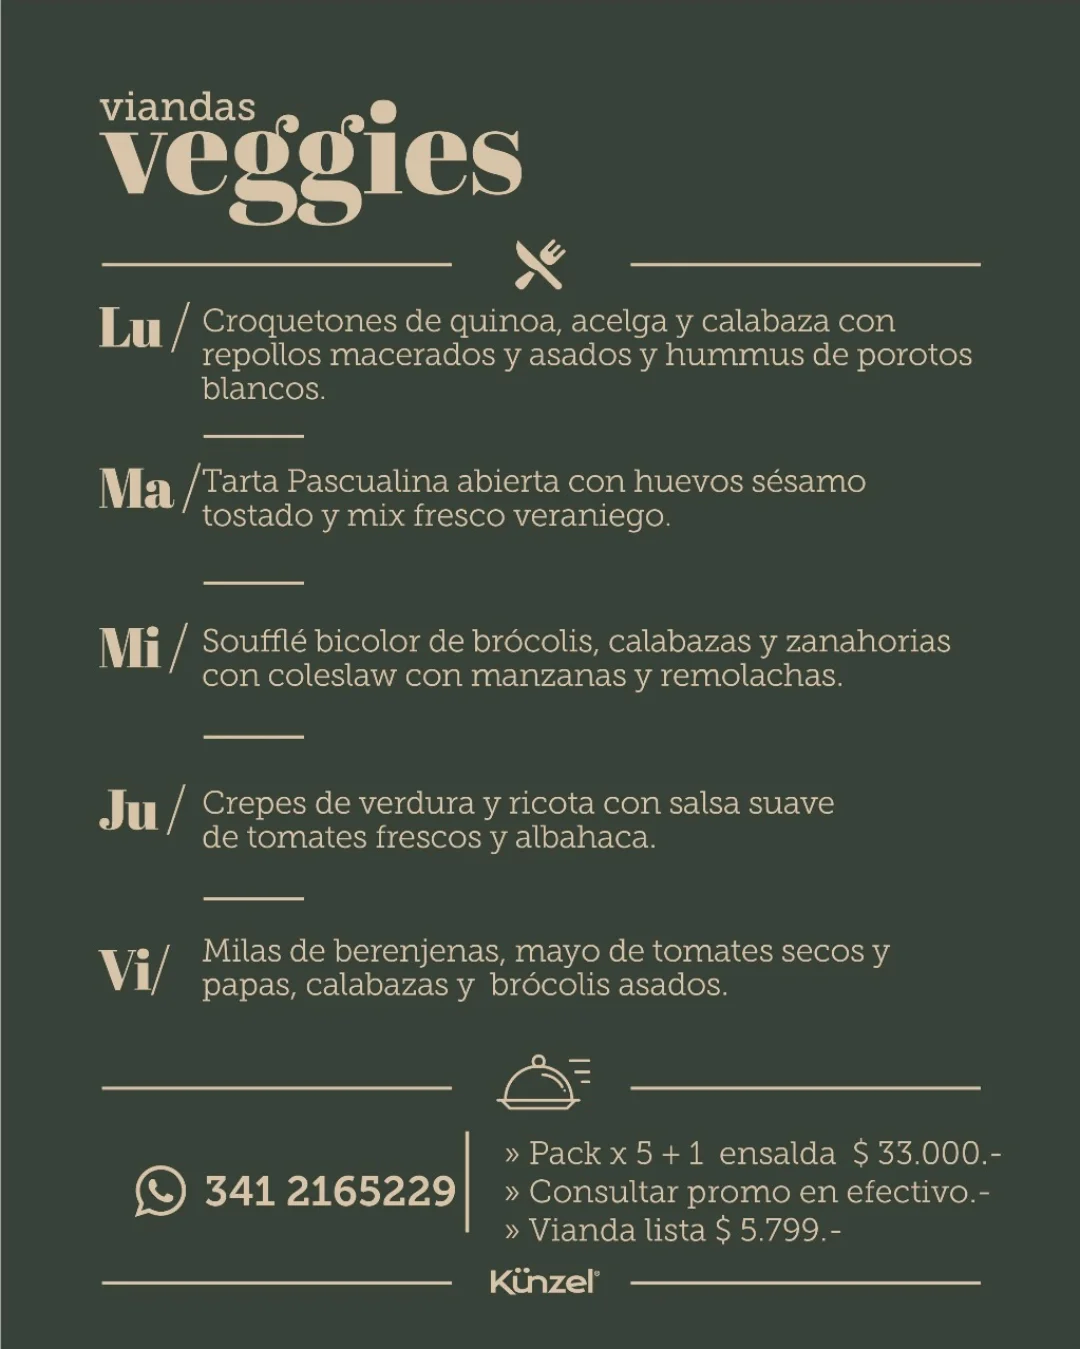 viandas
veggies
Lu / Croquetones de quinoa, acelga y calabaza con
repollos macerados y asados y hummus de porotos
blancos.
Ma / Tarta Pascualina abierta con huevos sésamo
tostado y mix fresco veraniego.
Mi / Soufflé bicolor de brócolis, calabazas y zanahorias
con coleslaw con manzanas y remolachas.
Ju / Crepes de verdura y ricota con salsa suave
de tomates frescos y albahaca.
Vi/ Milas de berenjenas, mayo de tomates secos y
papas, calabazas y brócolis asados.
341 2165229
» Pack x 5 + 1 ensalda $ 33.000.-
» Consultar promo en efectivo.-
» Vianda lista $ 5.799.-
Künzel®